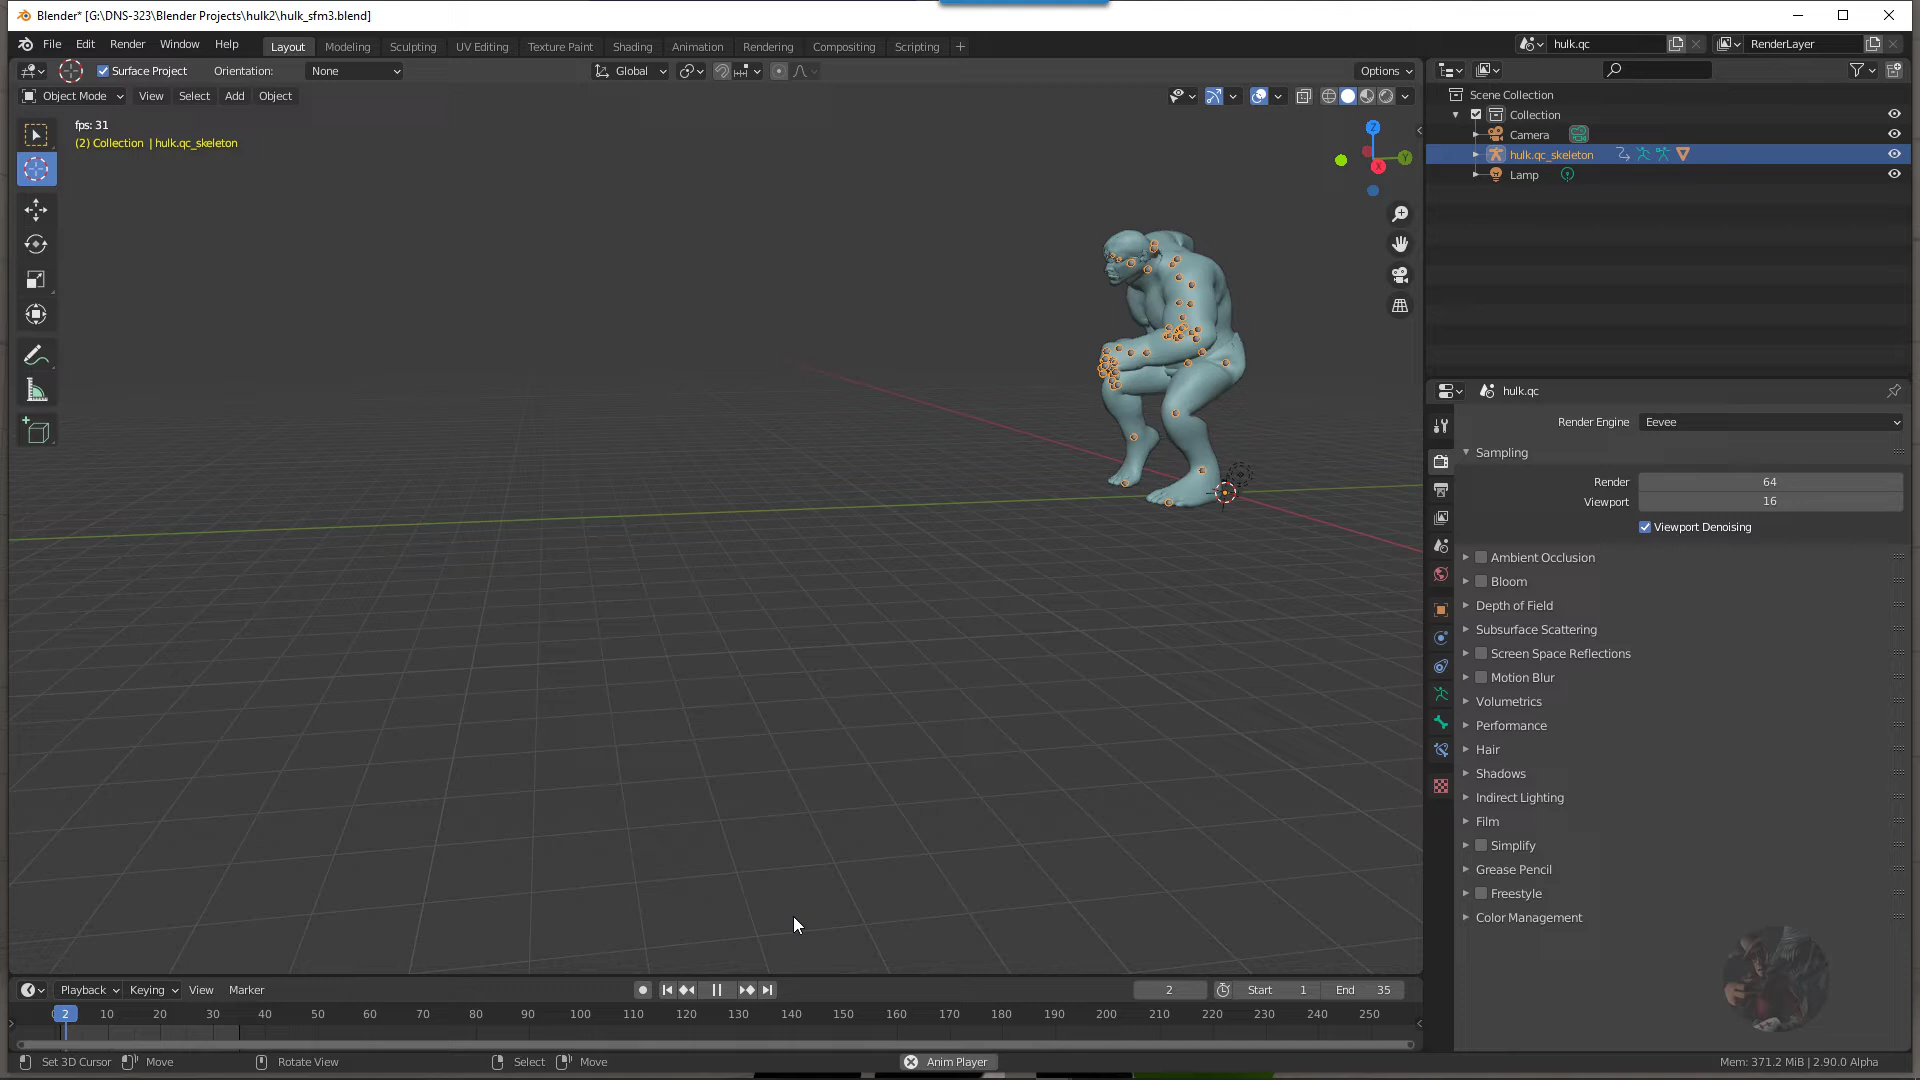 Blender* [G:\DNS-323\Blender Projects\hulk2\hulk_sfm3.blend]
File Edit Render Window Help Layout Modeling Sculpting UV Editing Texture Paint Shading Animation Rendering Compositing Scripting + hulk.qc RenderLayer
Surface Project Orientation: None Global Options
Object Mode View Select Add Object
fps: 31
(2) Collection | hulk.qc_skeleton
Z
Y
X
Scene Collection
Collection
Camera
hulk.qc_skeleton
Lamp
hulk.qc
Render Engine Eevee
Sampling
Render 64
Viewport 16
Viewport Denoising
Ambient Occlusion
Bloom
Depth of Field
Subsurface Scattering
Screen Space Reflections
Motion Blur
Volumetrics
Performance
Hair
Shadows
Indirect Lighting
Film
Simplify
Grease Pencil
Freestyle
Color Management
Playback Keying View Marker 2 Start 1 End 35
2 10 20 30 40 50 60 70 80 90 100 110 120 130 140 150 160 170 180 190 200 210 220 230 240 250
Set 3D Cursor Move Rotate View Select Move Anim Player Mem: 371.2 MiB | 2.90.0 Alpha